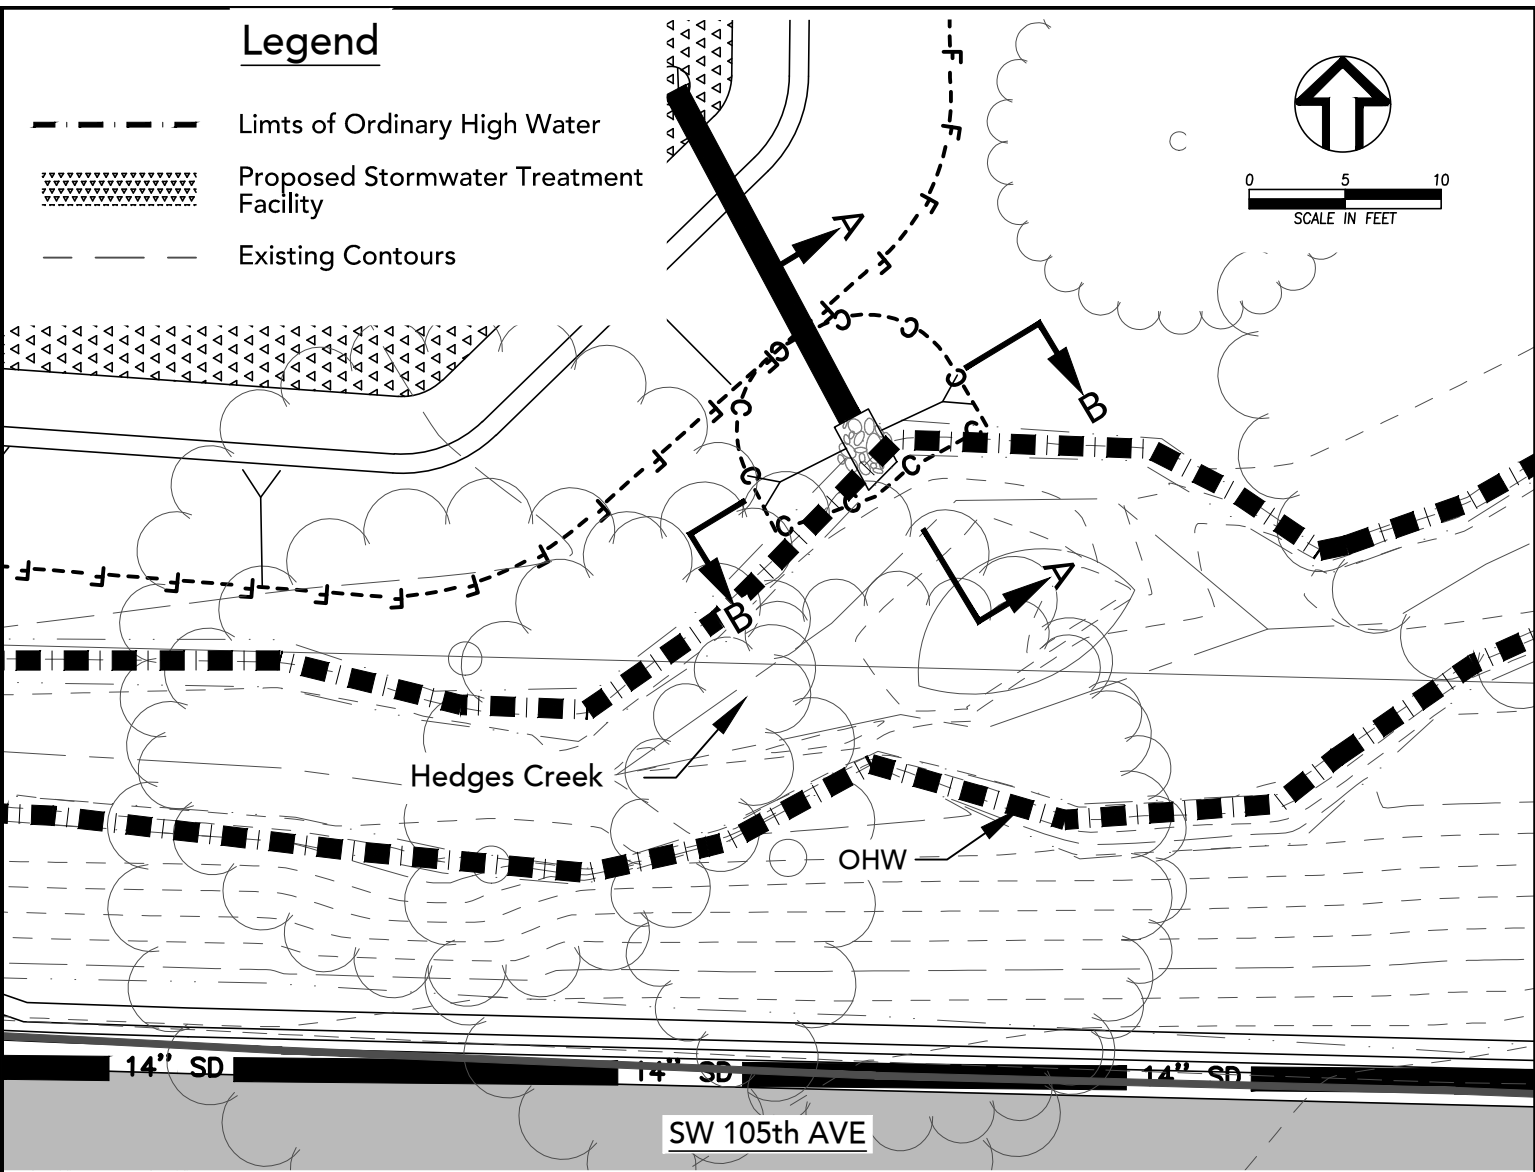 Legend
Limts of Ordinary High Water
Proposed Stormwater Treatment
Facility
Existing Contours
0 5 10
SCALE IN FEET
F
F
F
A
F
F
C
C
C
F
C
B
F
C
C
F
C
C
F
C
C
F
F
F
F
F
F
F
F
A
B
Hedges Creek
OHW
14" SD
14" SD
14" SD
SW 105th AVE